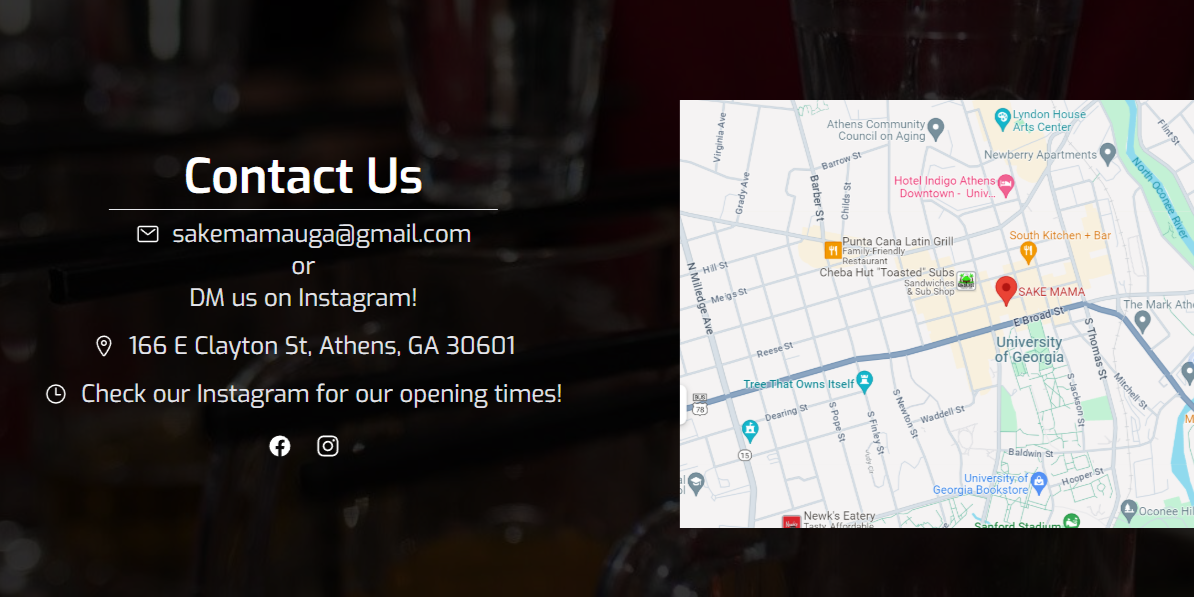 Contact Us
sakemamauga@gmail.com
or
DM us on Instagram!
166 E Clayton St, Athens, GA 30601
Check our Instagram for our opening times!
Lyndon House
Arts Center
Athens Community
Council on Aging
Newberry Apartments
Flint St
Virginia Ave
Barrow St
North Oconee River
Hotel Indigo Athens
Downtown - Univ...
Grady Ave
Barber St
Childs St
South Kitchen + Bar
Punta Cana Latin Grill
Family-Friendly
Restaurant
Hill St
Cheba Hut "Toasted" Subs
Sandwiches
& Sub Shop
N Milledge Ave
Meigs St
SAKE MAMA
The Mark Athe
E Broad St
University
of Georgia
S Thomas St
Reese St
Tree That Owns Itself
Mitchell St
S Jackson St
78
Dearing St
S Pope St
S Finley St
S Newton St
Waddell St
M
15
Baldwin St
Hooper St
University of
Georgia Bookstore
Oconee Hil
Newk's Eatery
Tasty, Affordable
Sanford Stadium